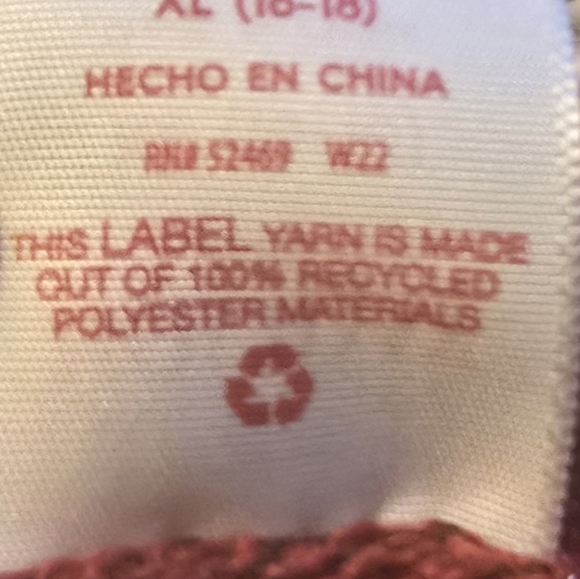 XL (16-18)
HECHO EN CHINA
RN# 52469 W22
THIS LABEL YARN IS MADE
OUT OF 100% RECYCLED
POLYESTER MATERIALS